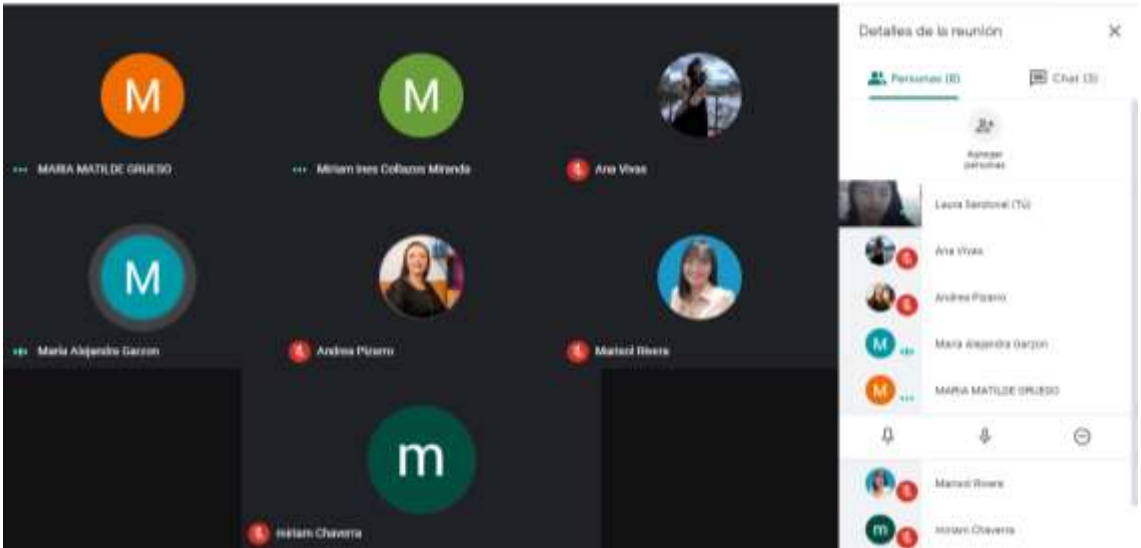 M
M
MARIA MATILDE GRUESO
Miriam Ines Collazos Miranda
Ana Vivas
M
Maria Alejandra Garzon
Andrea Pizarro
Marisol Rivera
m
miriam Chaverra
Detalles de la reunión
Personas (8)
Chat (3)
Agregar
personas
Laura Sandoval (Tú)
Ana Vivas
Andrea Pizarro
M
Maria Alejandra Garzon
M
MARIA MATILDE GRUESO
Marisol Rivera
m
miriam Chaverra